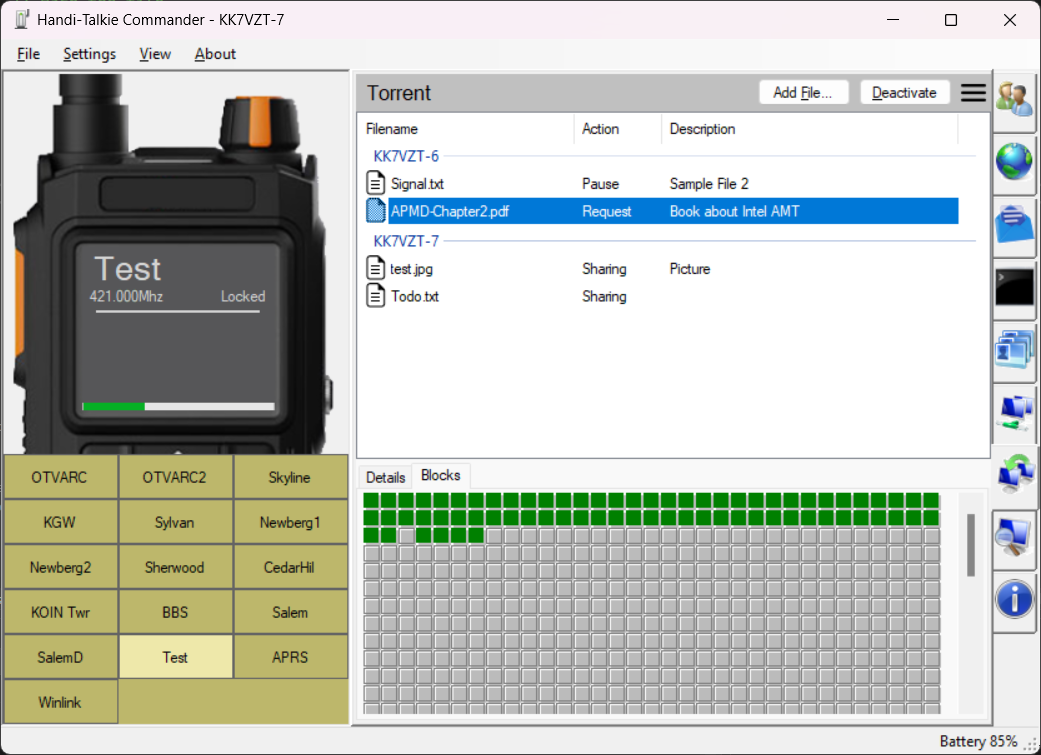 Handi-Talkie Commander - KK7VZT-7
File Settings View About
Test
421.000Mhz Locked
OTVARC OTVARC2 Skyline
KGW Sylvan Newberg1
Newberg2 Sherwood CedarHil
KOIN Twr BBS Salem
SalemD Test APRS
Winlink
Torrent Add File... Deactivate
Filename Action Description
KK7VZT-6
Signal.txt Pause Sample File 2
APMD-Chapter2.pdf Request Book about Intel AMT
KK7VZT-7
test.jpg Sharing Picture
Todo.txt Sharing
Details Blocks
Battery 85%